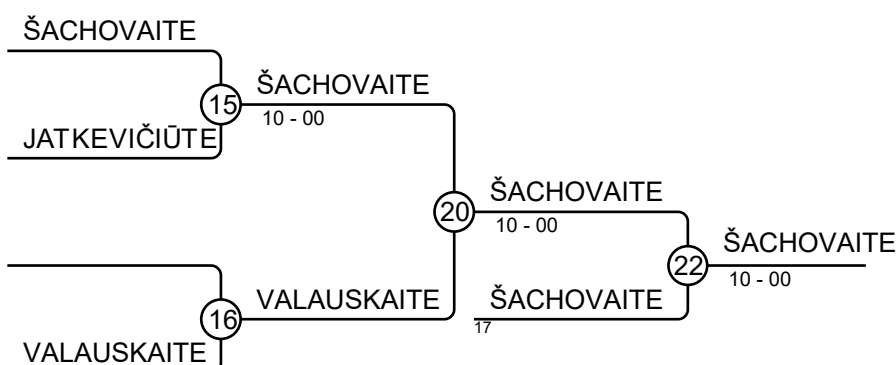 ŠACHOVAITE
15
ŠACHOVAITE
10 - 00
JATKEVIČIŪTE
20
ŠACHOVAITE
10 - 00
22
ŠACHOVAITE
10 - 00
16
VALAUSKAITE
ŠACHOVAITE
17
VALAUSKAITE